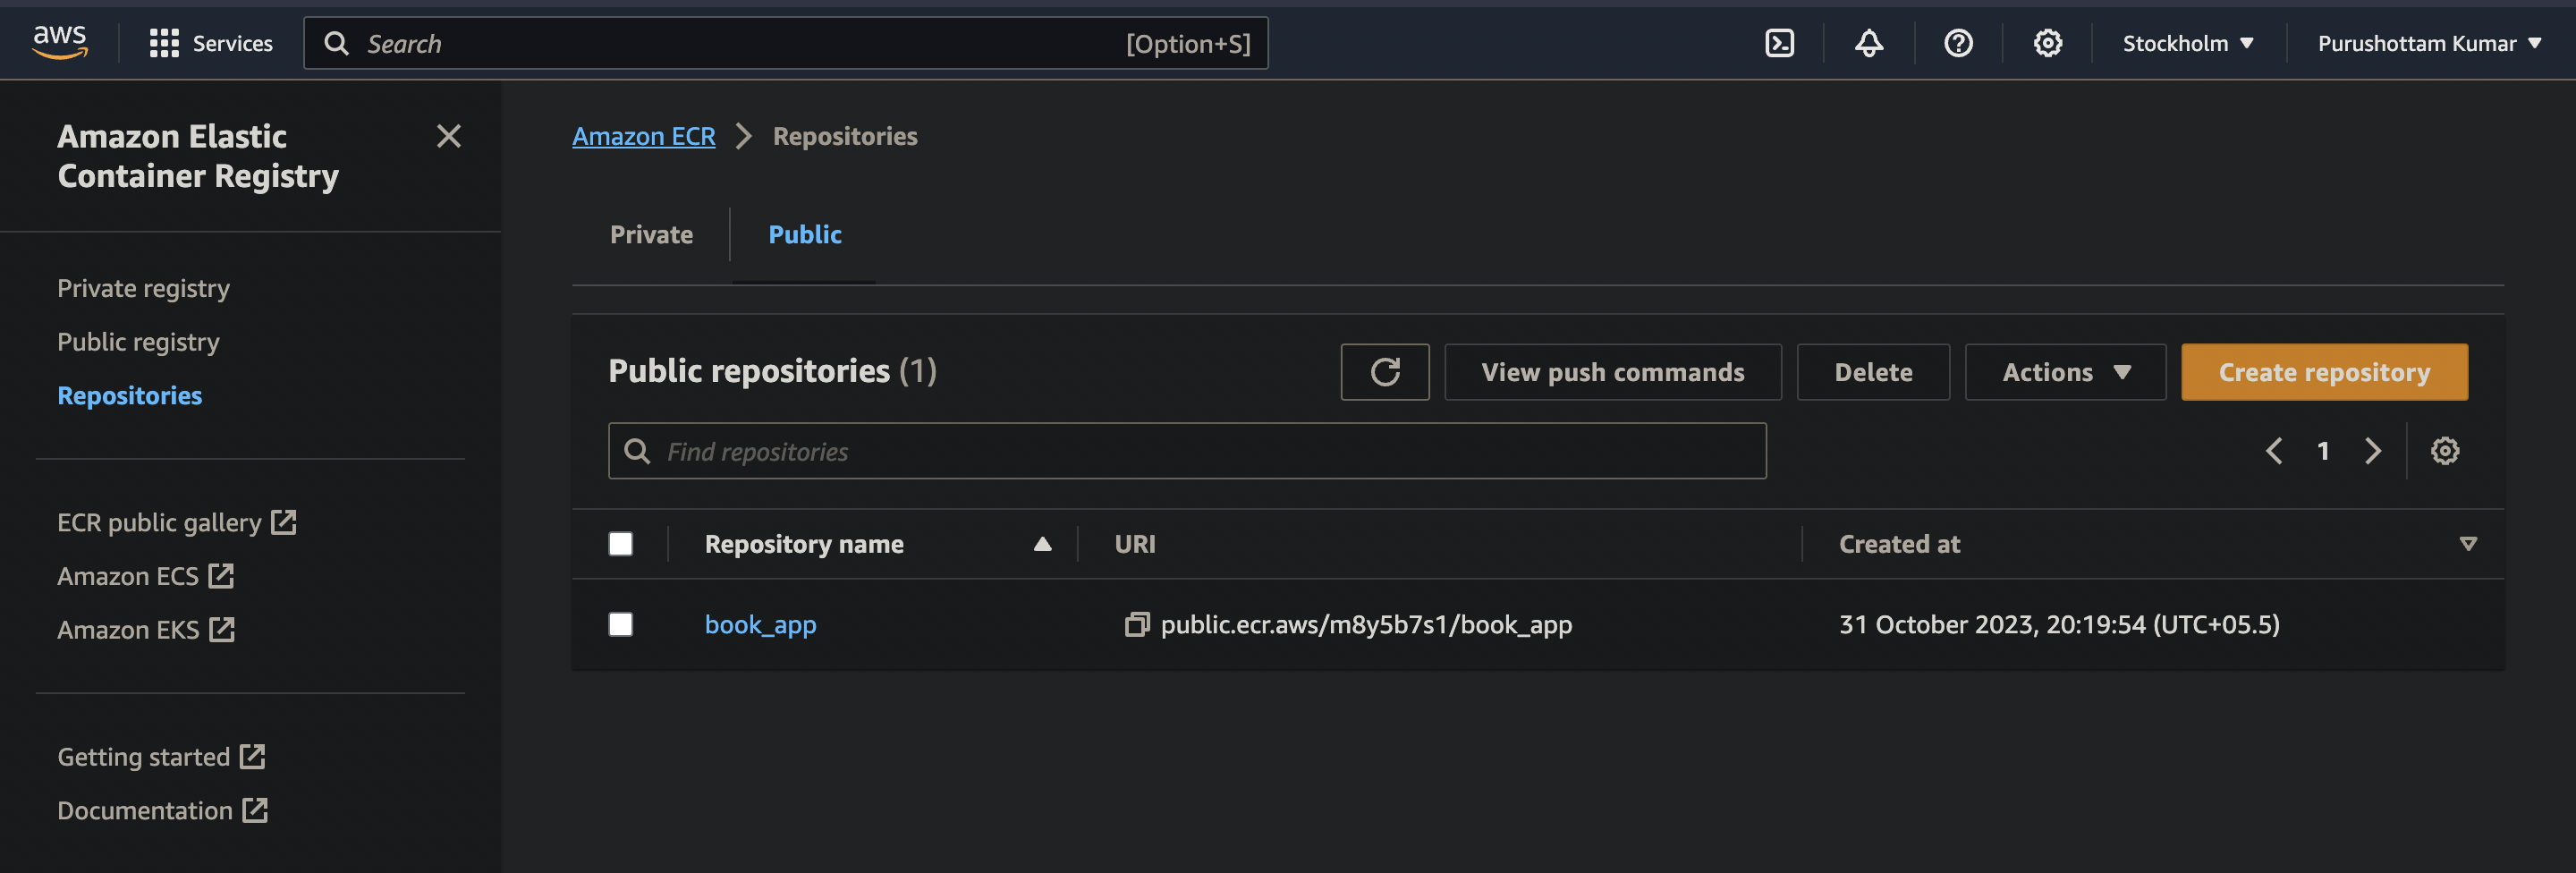 aws
Services
Search
[Option+S]
Stockholm
Purushottam Kumar
Amazon Elastic
Container Registry
Private registry
Public registry
Repositories
ECR public gallery
Amazon ECS
Amazon EKS
Getting started
Documentation
Amazon ECR
Repositories
Private
Public
Public repositories (1)
View push commands
Delete
Actions
Create repository
Find repositories
1
Repository name
URI
Created at
book_app
public.ecr.aws/m8y5b7s1/book_app
31 October 2023, 20:19:54 (UTC+05.5)